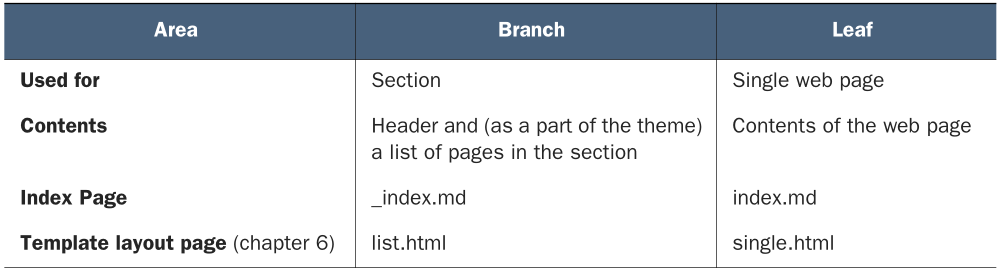 Area Branch Leaf
Used for Section Single web page
Contents Header and (as a part of the theme) Contents of the web page
a list of pages in the section
Index Page _index.md index.md
Template layout page (chapter 6) list.html single.html